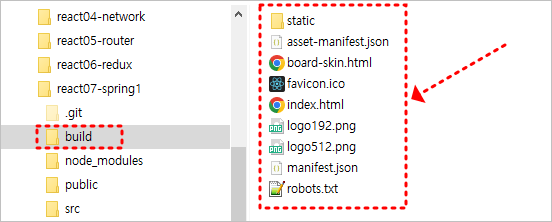 react04-network
react05-router
react06-redux
react07-spring1
.git
build
node_modules
public
src
static
asset-manifest.json
board-skin.html
favicon.ico
index.html
logo192.png
logo512.png
manifest.json
robots.txt